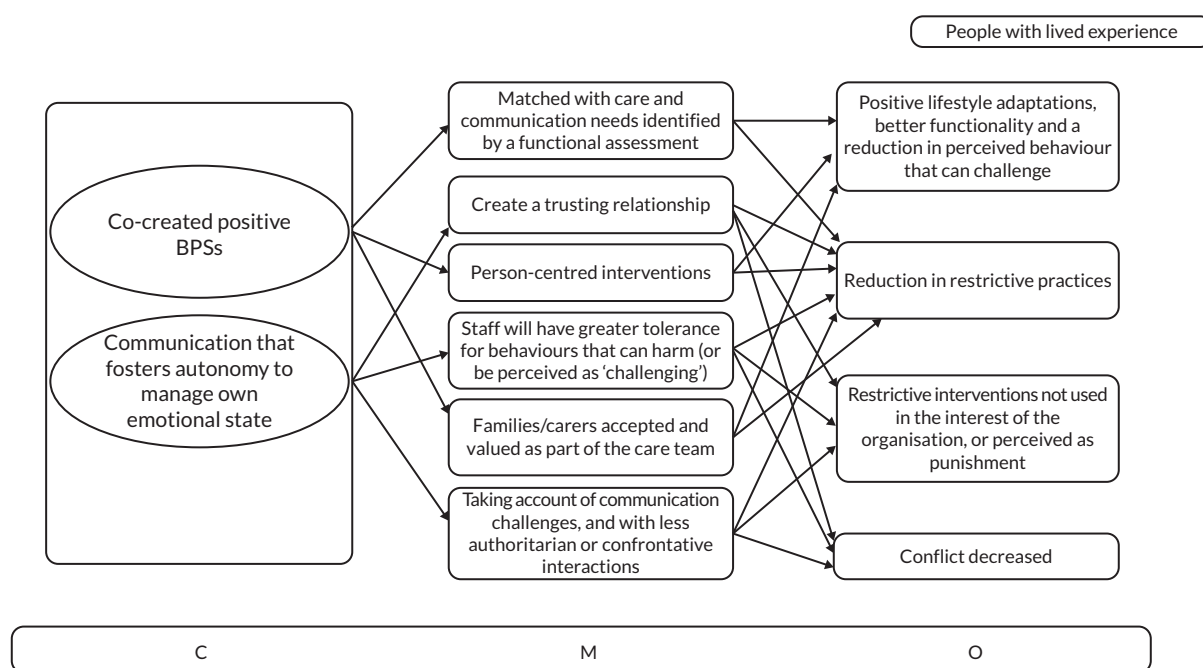 People with lived experience
Co-created positive
BPSs
Communication that
fosters autonomy to
manage own
emotional state
Matched with care and
communication needs identified
by a functional assessment
Create a trusting relationship
Person-centred interventions
Staff will have greater tolerance
for behaviours that can harm (or
be perceived as ‘challenging’)
Families/carers accepted and
valued as part of the care team
Taking account of communication
challenges, and with less
authoritarian or confrontative
interactions
Positive lifestyle adaptations,
better functionality and a
reduction in perceived behaviour
that can challenge
Reduction in restrictive practices
Restrictive interventions not used
in the interest of the
organisation, or perceived as
punishment
Conflict decreased
C
M
O